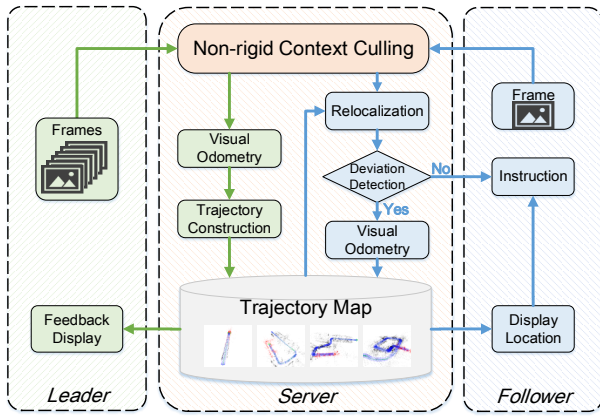 Non-rigid Context Culling
Frames
Visual
Odometry
Trajectory
Construction
Feedback
Display
Relocalization
Deviation
Detection
No
Yes
Visual
Odometry
Trajectory Map
Frame
Instruction
Display
Location
Leader
Server
Follower